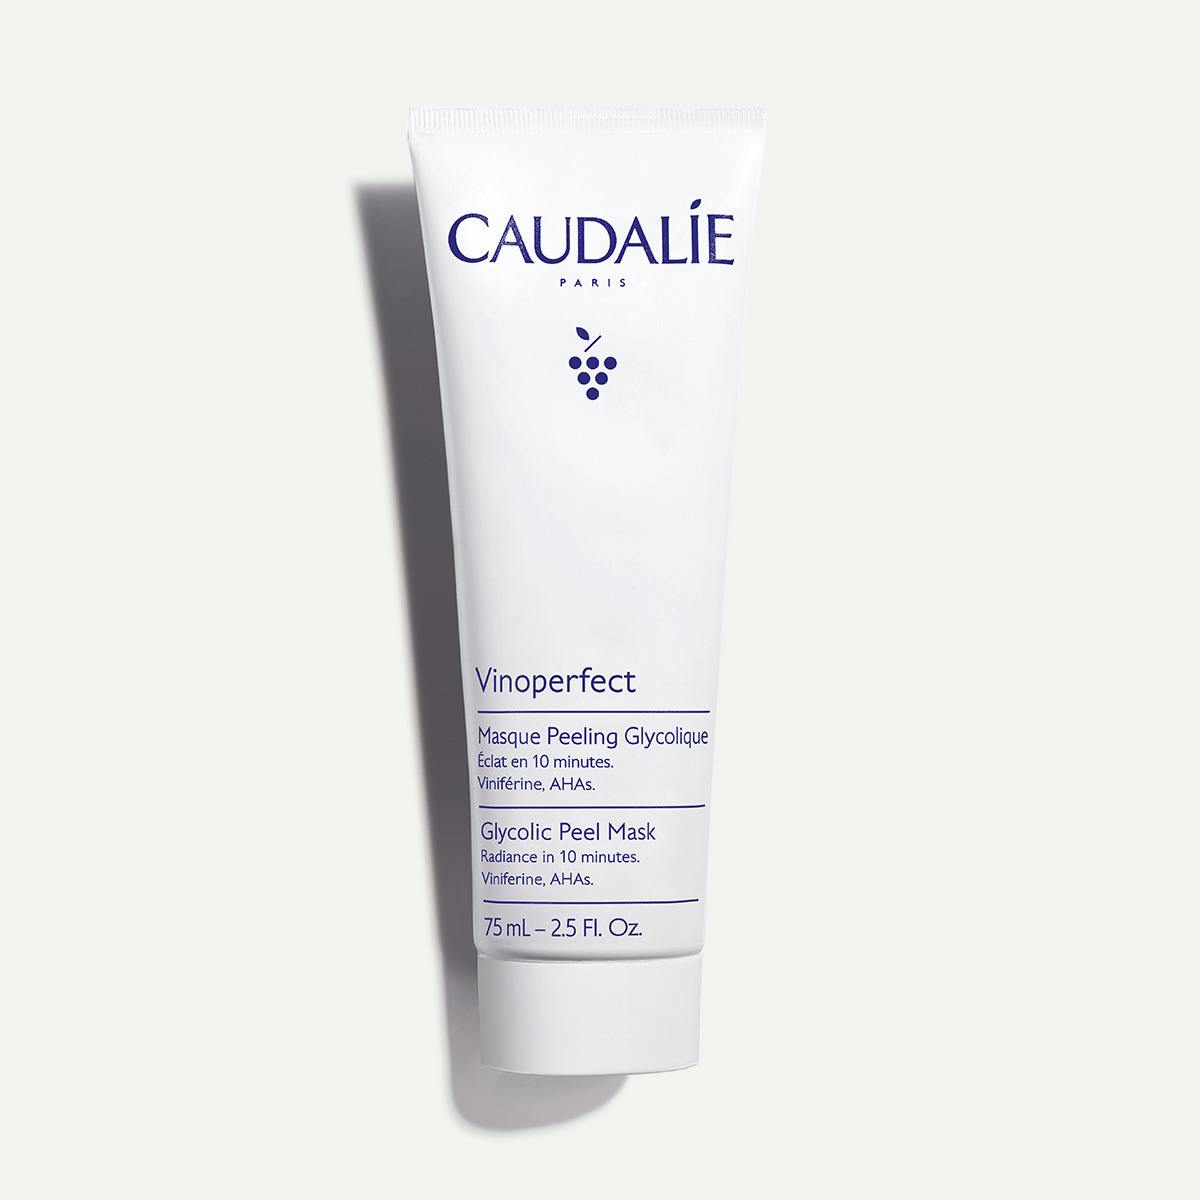 CAUDALÍE
PARIS
Vinoperfect
Masque Peeling Glycolique
Éclat en 10 minutes.
Viniférine, AHAs.
Glycolic Peel Mask
Radiance in 10 minutes.
Viniferine, AHAs.
75 mL – 2.5 Fl. Oz.